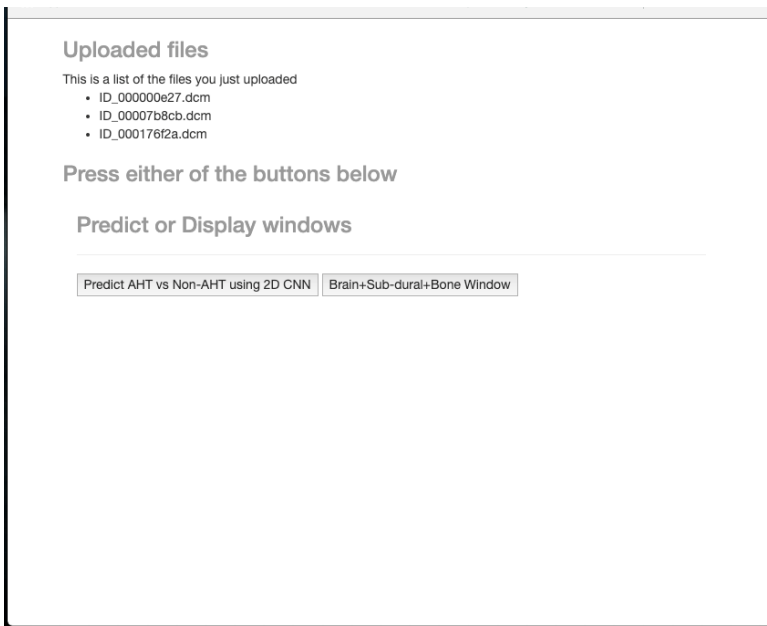 Uploaded files
This is a list of the files you just uploaded
ID_000000e27.dcm
ID_00007b8cb.dcm
ID_000176f2a.dcm
Press either of the buttons below
Predict or Display windows
Predict AHT vs Non-AHT using 2D CNN Brain+Sub-dural+Bone Window